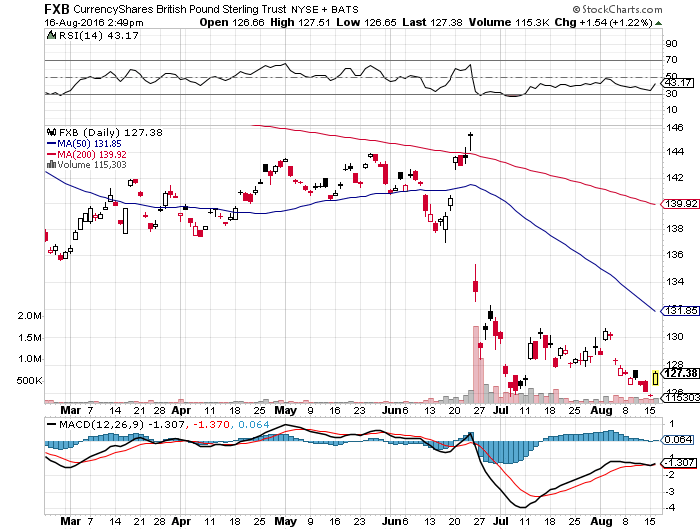 FXB CurrencyShares British Pound Sterling Trust NYSE + BATS © StockCharts.com
16-Aug-2016 2:49pm Open 126.66 High 127.51 Low 126.65 Last 127.38 Volume 115.3K Chg +1.54 (+1.22%)
RSI(14) 43.17
90
70
50
43.17
30
10
FXB (Daily) 127.38
MA(50) 131.85
MA(200) 139.92
Volume 115,303
146
144
142
139.92
138
136
134
131.85
130
128
127.38
126
115303
2.0M
1.5M
1.0M
500K
Mar 7 14 21 28 Apr 11 18 25 May 9 16 23 Jun 6 13 20 27 Jul 11 18 25 Aug 8 15
MACD(12,26,9) -1.307, -1.370, 0.064
1
0.064
-1.307
-2
-3
-4
Mar 7 14 21 28 Apr 11 18 25 May 9 16 23 Jun 6 13 20 27 Jul 11 18 25 Aug 8 15